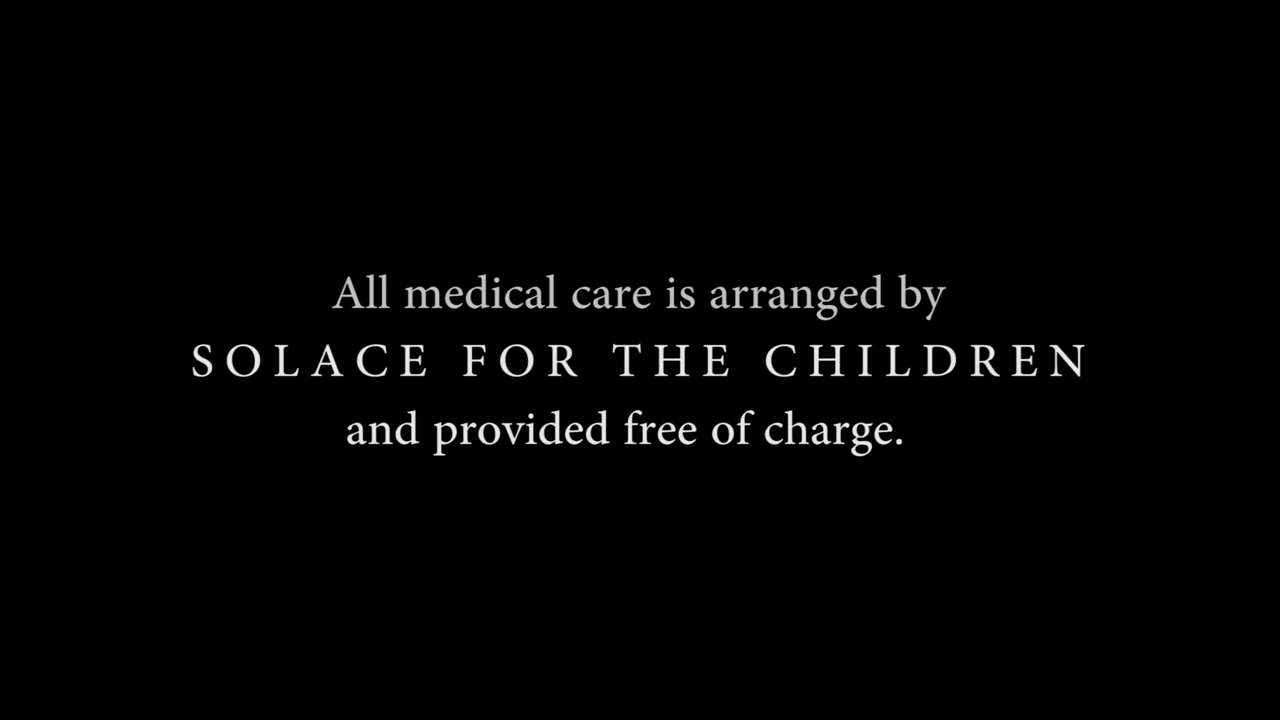 All medical care is arranged by
SOLACE FOR THE CHILDREN
and provided free of charge.